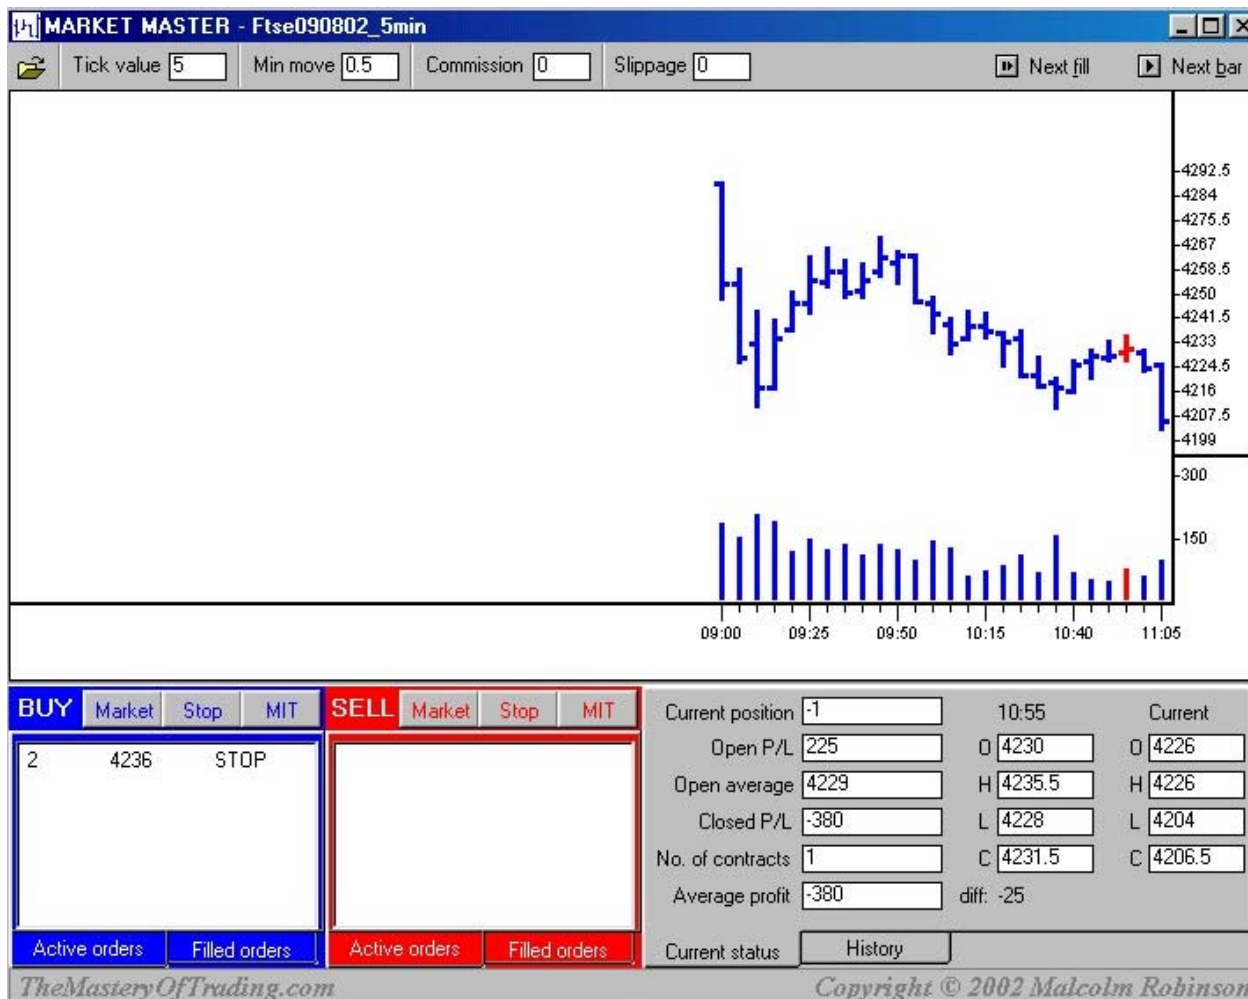 MARKET MASTER - Ftse090802_5min
Tick value 5 Min move 0.5 Commission 0 Slippage 0 Next fill Next bar
4292.5
4284
4275.5
4267
4258.5
4250
4241.5
4233
4224.5
4216
4207.5
4199
300
150
09:00 09:25 09:50 10:15 10:40 11:05
BUY Market Stop MIT SELL Market Stop MIT
2 4236 STOP
Active orders Filled orders Active orders Filled orders
Current position -1 10:55 Current
Open P/L 225 O 4230 O 4226
Open average 4229 H 4235.5 H 4226
Closed P/L -380 L 4228 L 4204
No. of contracts 1 C 4231.5 C 4206.5
Average profit -380 diff: -25
Current status History
TheMasteryOfTrading.com Copyright © 2002 Malcolm Robinson